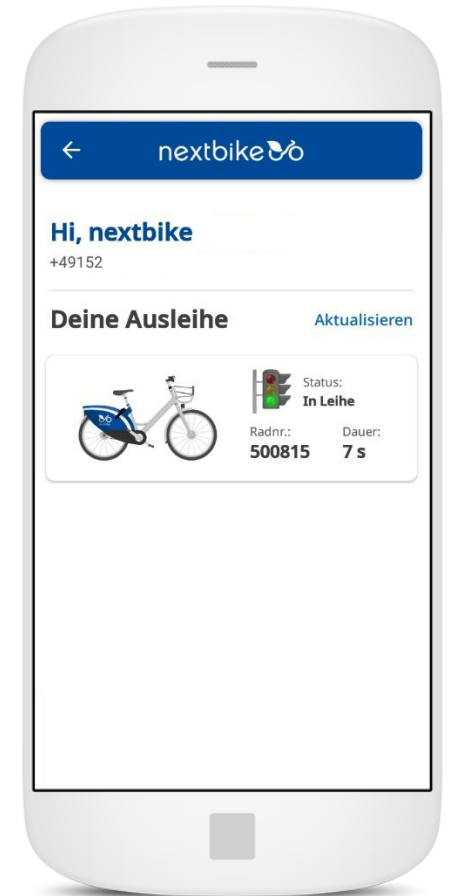 nextbike
Hi, nextbike
+49152
Deine Ausleihe
Aktualisieren
Status:
In Leihe
Radnr.:
Dauer:
500815
7 s